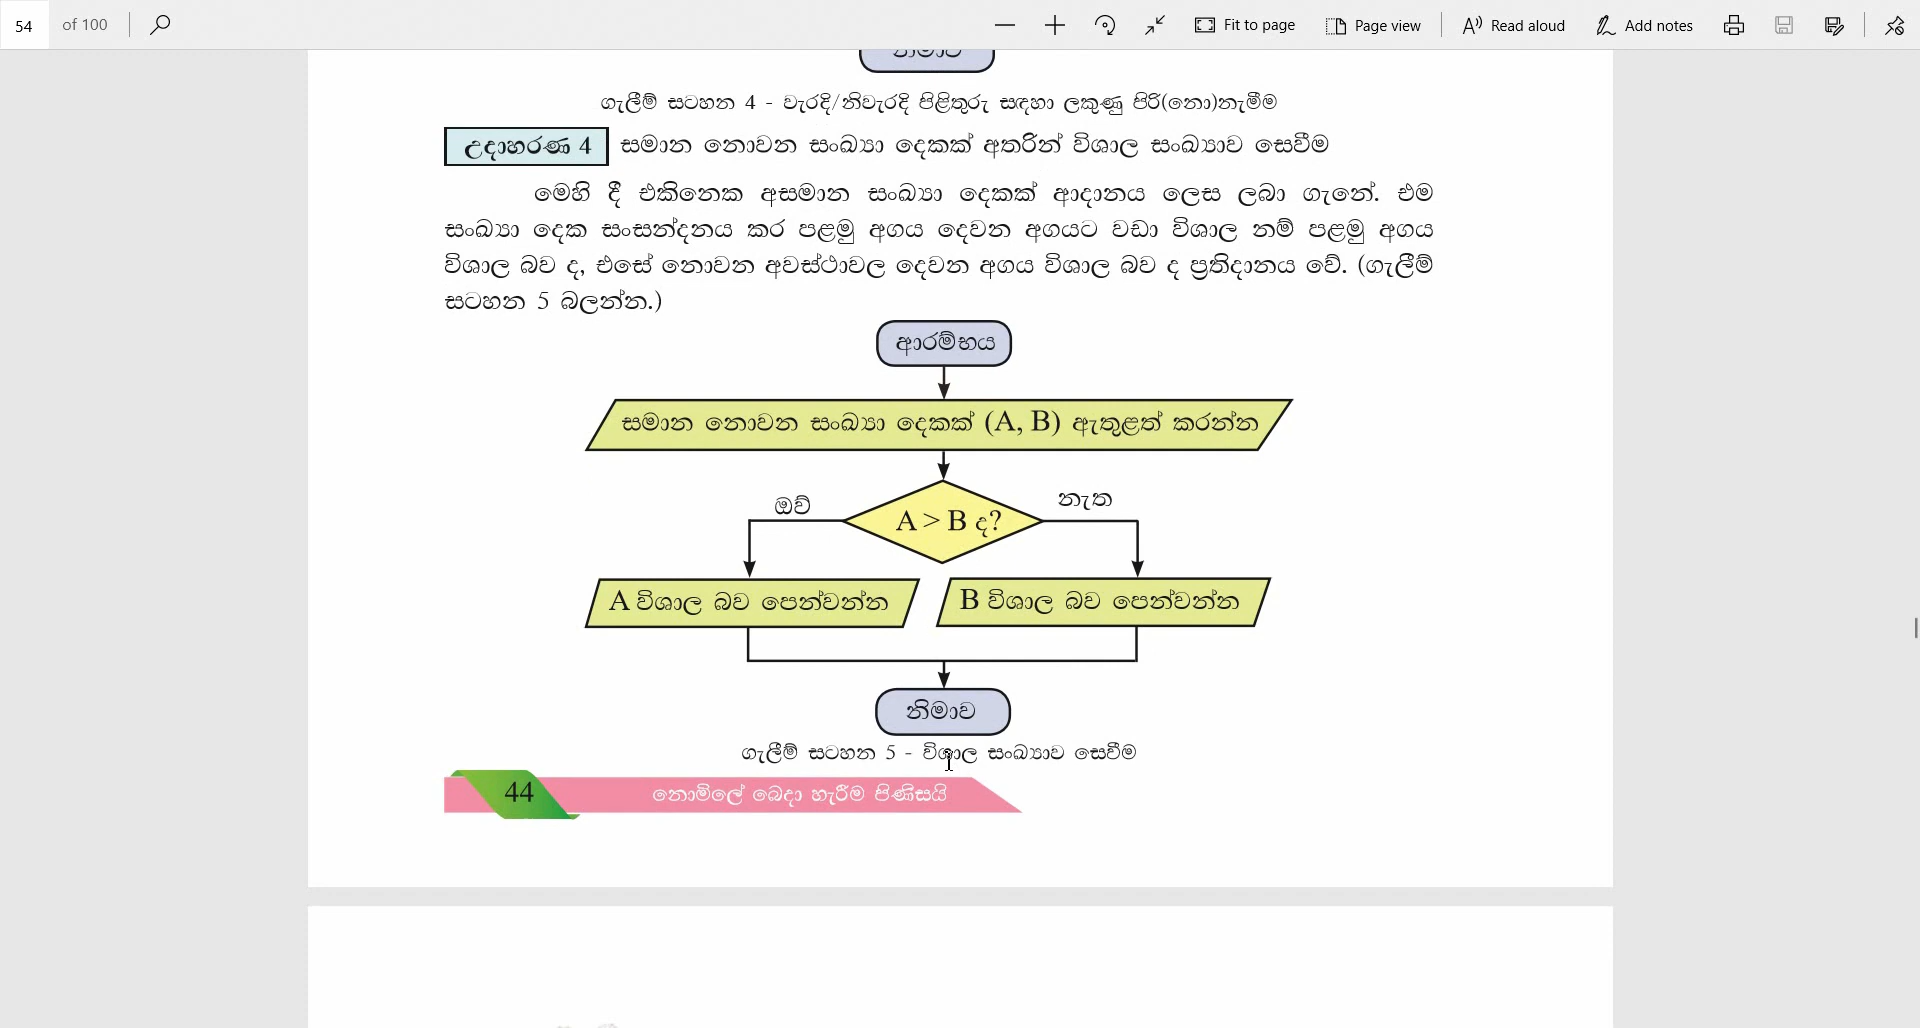 54 of 100 Fit to page Page view Read aloud Add notes
නිමාව
ගැලීම් සටහන 4 - වැරදි/නිවැරදි පිළිතුරු සඳහා ලකුණු පිරි(නො)නැමීම
උදාහරණ 4 සමාන නොවන සංඛ්‍යා දෙකක් අතරින් විශාල සංඛ්‍යාව සෙවීම
මෙහි දී එකිනෙක අසමාන සංඛ්‍යා දෙකක් ආදානය ලෙස ලබා ගැනේ. එම
සංඛ්‍යා දෙක සංසන්දනය කර පළමු අගය දෙවන අගයට වඩා විශාල නම් පළමු අගය
විශාල බව ද, එසේ නොවන අවස්ථාවල දෙවන අගය විශාල බව ද ප්‍රතිදානය වේ. (ගැලීම්
සටහන 5 බලන්න.)
ආරම්භය
සමාන නොවන සංඛ්‍යා දෙකක් (A, B) ඇතුළත් කරන්න
ඔව්
නැත
A > B ද?
A විශාල බව පෙන්වන්න
B විශාල බව පෙන්වන්න
නිමාව
ගැලීම් සටහන 5 - විශාල සංඛ්‍යාව සෙවීම
44 නොමිලේ බෙදා හැරීම පිණිසයි